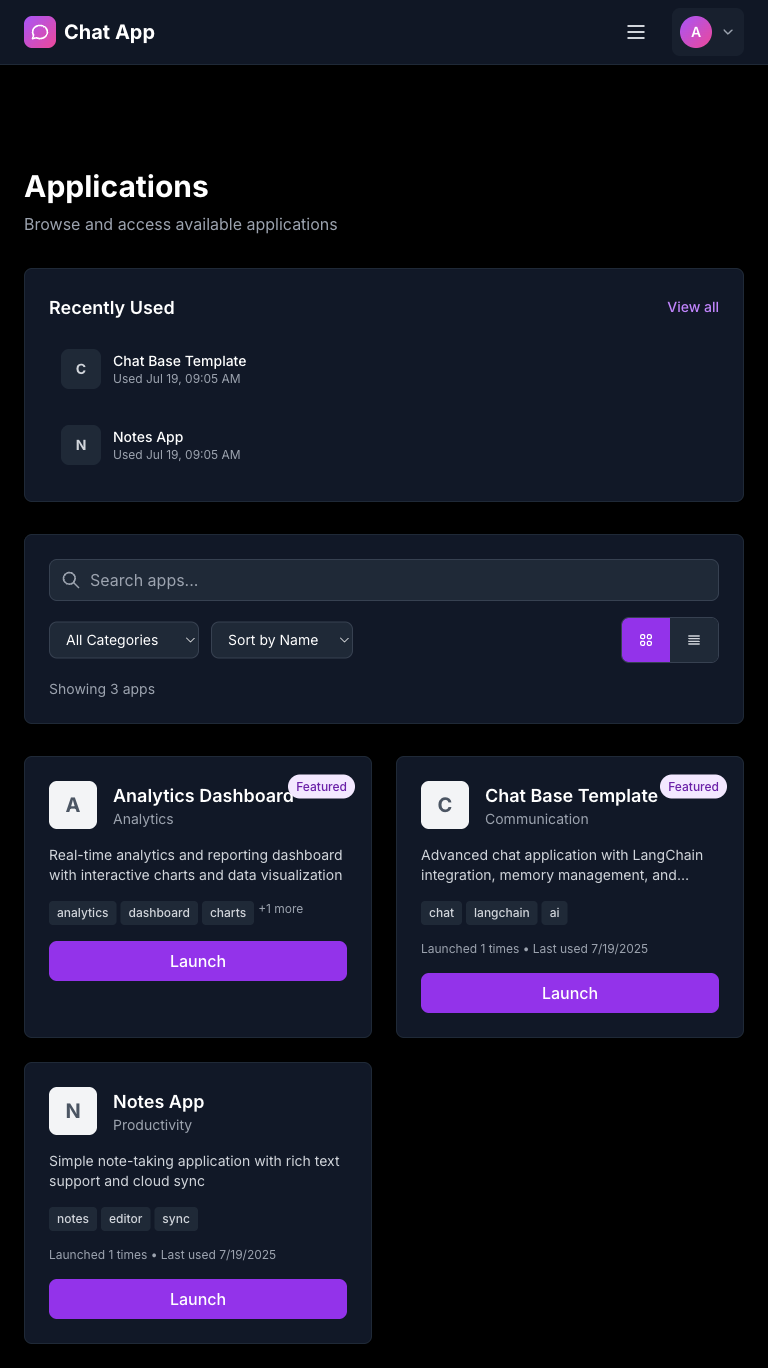 Chat App
A
Applications
Browse and access available applications
Recently Used
View all
C
Chat Base Template
Used Jul 19, 09:05 AM
N
Notes App
Used Jul 19, 09:05 AM
Search apps...
All Categories
Sort by Name
Showing 3 apps
A
Analytics Dashboard
Featured
Analytics
Real-time analytics and reporting dashboard
with interactive charts and data visualization
analytics dashboard charts +1 more
Launch
C
Chat Base Template
Featured
Communication
Advanced chat application with LangChain
integration, memory management, and...
chat langchain ai
Launched 1 times • Last used 7/19/2025
Launch
N
Notes App
Productivity
Simple note-taking application with rich text
support and cloud sync
notes editor sync
Launched 1 times • Last used 7/19/2025
Launch